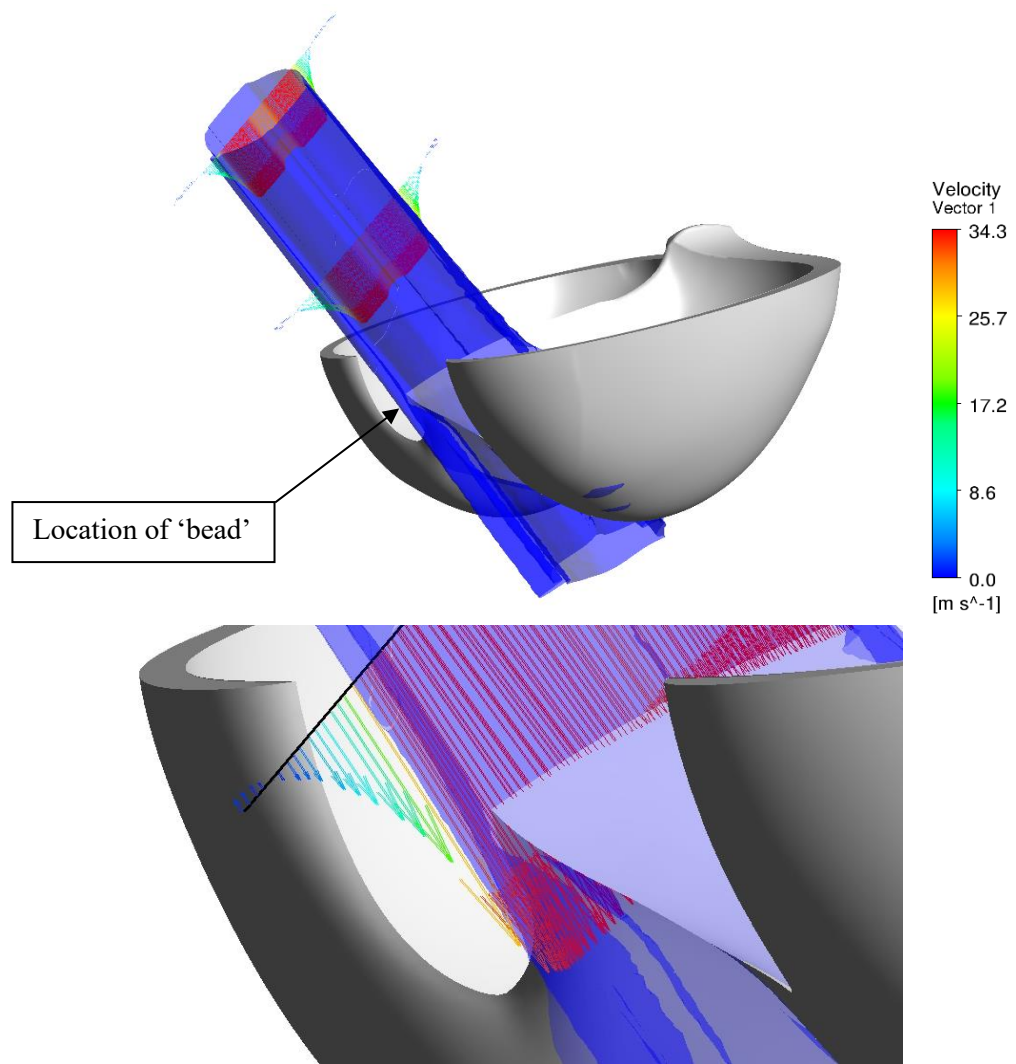 Velocity
Vector 1
34.3
25.7
17.2
8.6
0.0
[m s^-1]
Location of ‘bead’